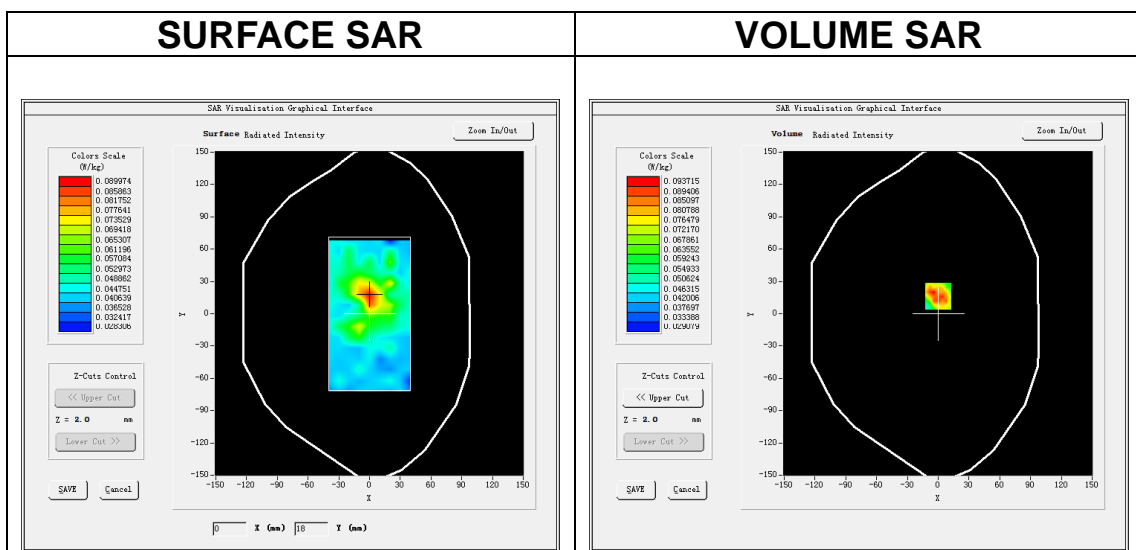 SURFACE SAR
VOLUME SAR
SAR Visualisation Graphical Interface
Surface Radiated Intensity
Zoom In/Out
Colors Scale
(W/kg)
0.089974
0.085863
0.081752
0.077641
0.073529
0.069418
0.065307
0.061196
0.057084
0.052973
0.048862
0.044751
0.040639
0.036528
0.032417
0.028306
150
120
90
60
30
0
-30
-60
-90
-120
-150
Y
-150 -120 -90 -60 -30 0 30 60 90 120 150
X
Z-Cuts Control
<< Upper Cut
Z = 2.0 mm
Lower Cut >>
SAVE
Cancel
0 X (mm) 18 Y (mm)
SAR Visualisation Graphical Interface
Volume Radiated Intensity
Zoom In/Out
Colors Scale
(W/kg)
0.093715
0.089406
0.085097
0.080788
0.076479
0.072170
0.067861
0.063552
0.059243
0.054933
0.050624
0.046315
0.042006
0.037697
0.033388
0.029079
150
120
90
60
30
0
-30
-60
-90
-120
-150
Y
-150 -120 -90 -60 -30 0 30 60 90 120 150
X
Z-Cuts Control
<< Upper Cut
Z = 2.0 mm
Lower Cut >>
SAVE
Cancel